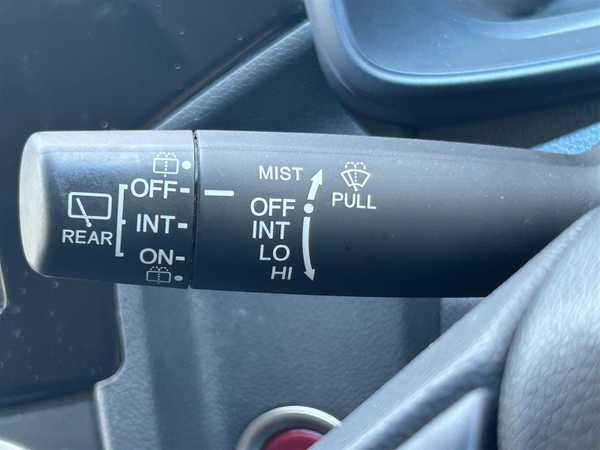 OFF
INT
ON
REAR
MIST
OFF
INT
LO
HI
PULL